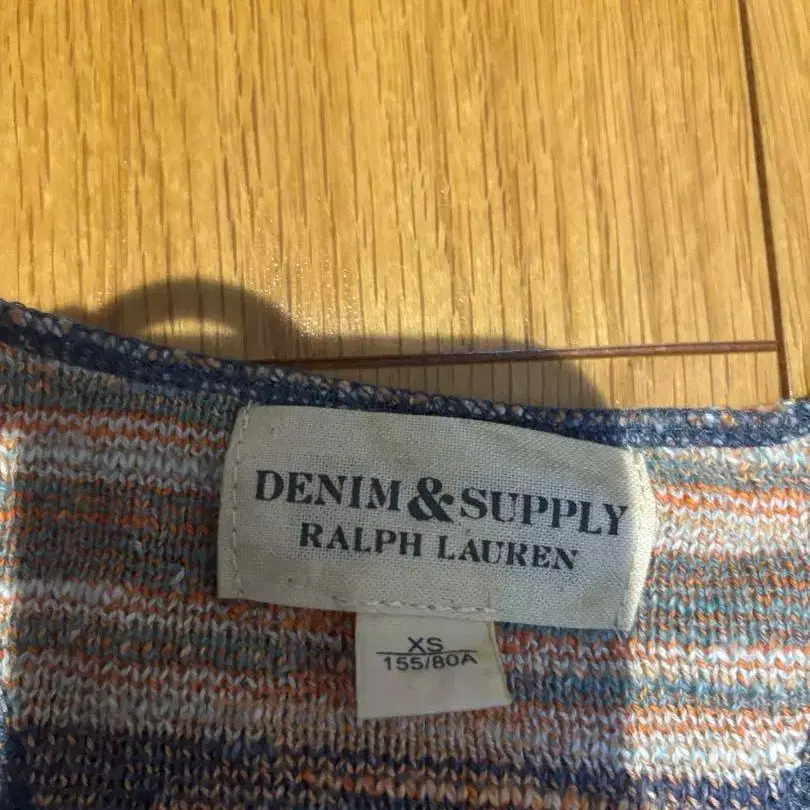 DENIM & SUPPLY
RALPH LAUREN
XS
155/80A